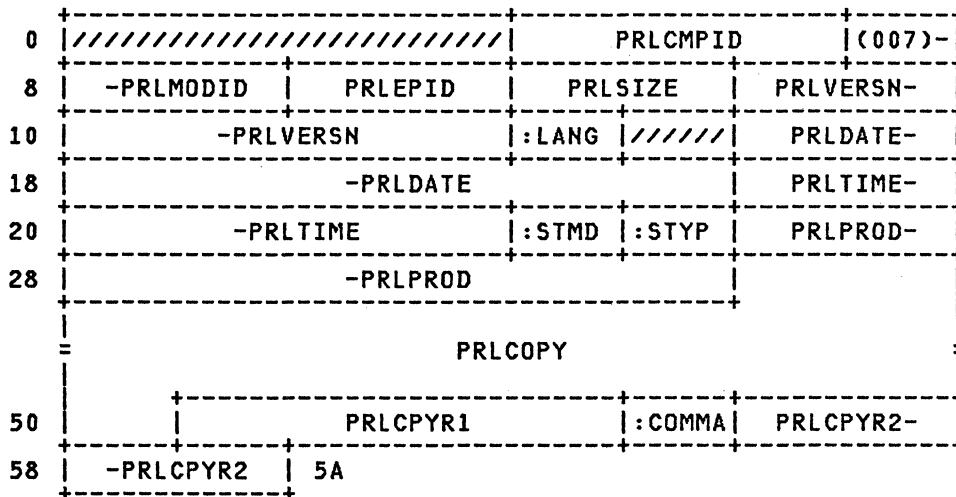 0 |///////////////////////////| PRLCMPID |(007)-
8 | -PRLMODID | PRLEPID | PRLSIZE | PRLVERSN-
10 | -PRLVERSN |:LANG |//////| PRLDATE-
18 | -PRLDATE | PRLTIME-
20 | -PRLTIME |:STMD |:STYP | PRLPROD-
28 | -PRLPROD |
= PRLCOPY =
50 | | PRLCPYR1 |:COMMA| PRLCPYR2-
58 | -PRLCPYR2 | 5A